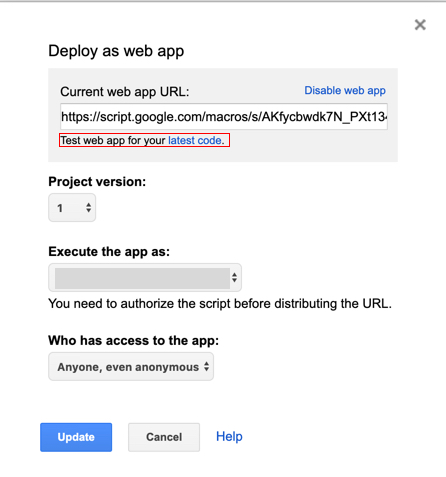 Deploy as web app
Current web app URL: Disable web app
https://script.google.com/macros/s/AKfycbwdk7N_PXt134
Test web app for your latest code.
Project version:
1
Execute the app as:
You need to authorize the script before distributing the URL.
Who has access to the app:
Anyone, even anonymous
Update Cancel Help